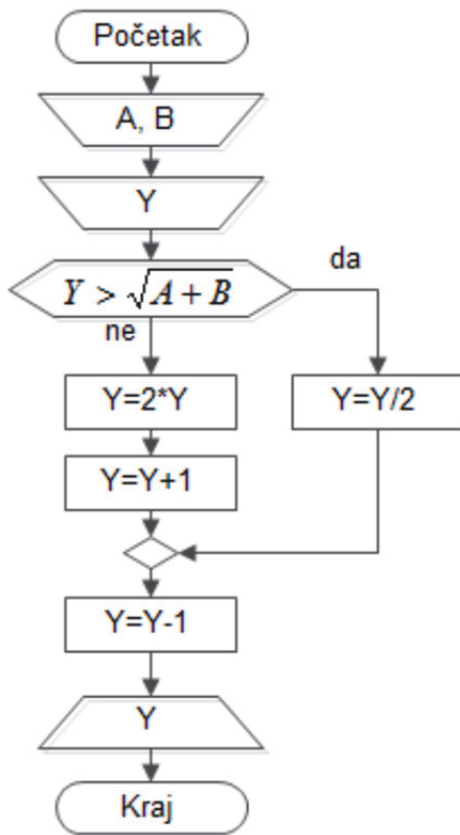 Početak
A, B
Y
Y > √A + B
da
ne
Y=2*Y
Y=Y/2
Y=Y+1
Y=Y-1
Y
Kraj